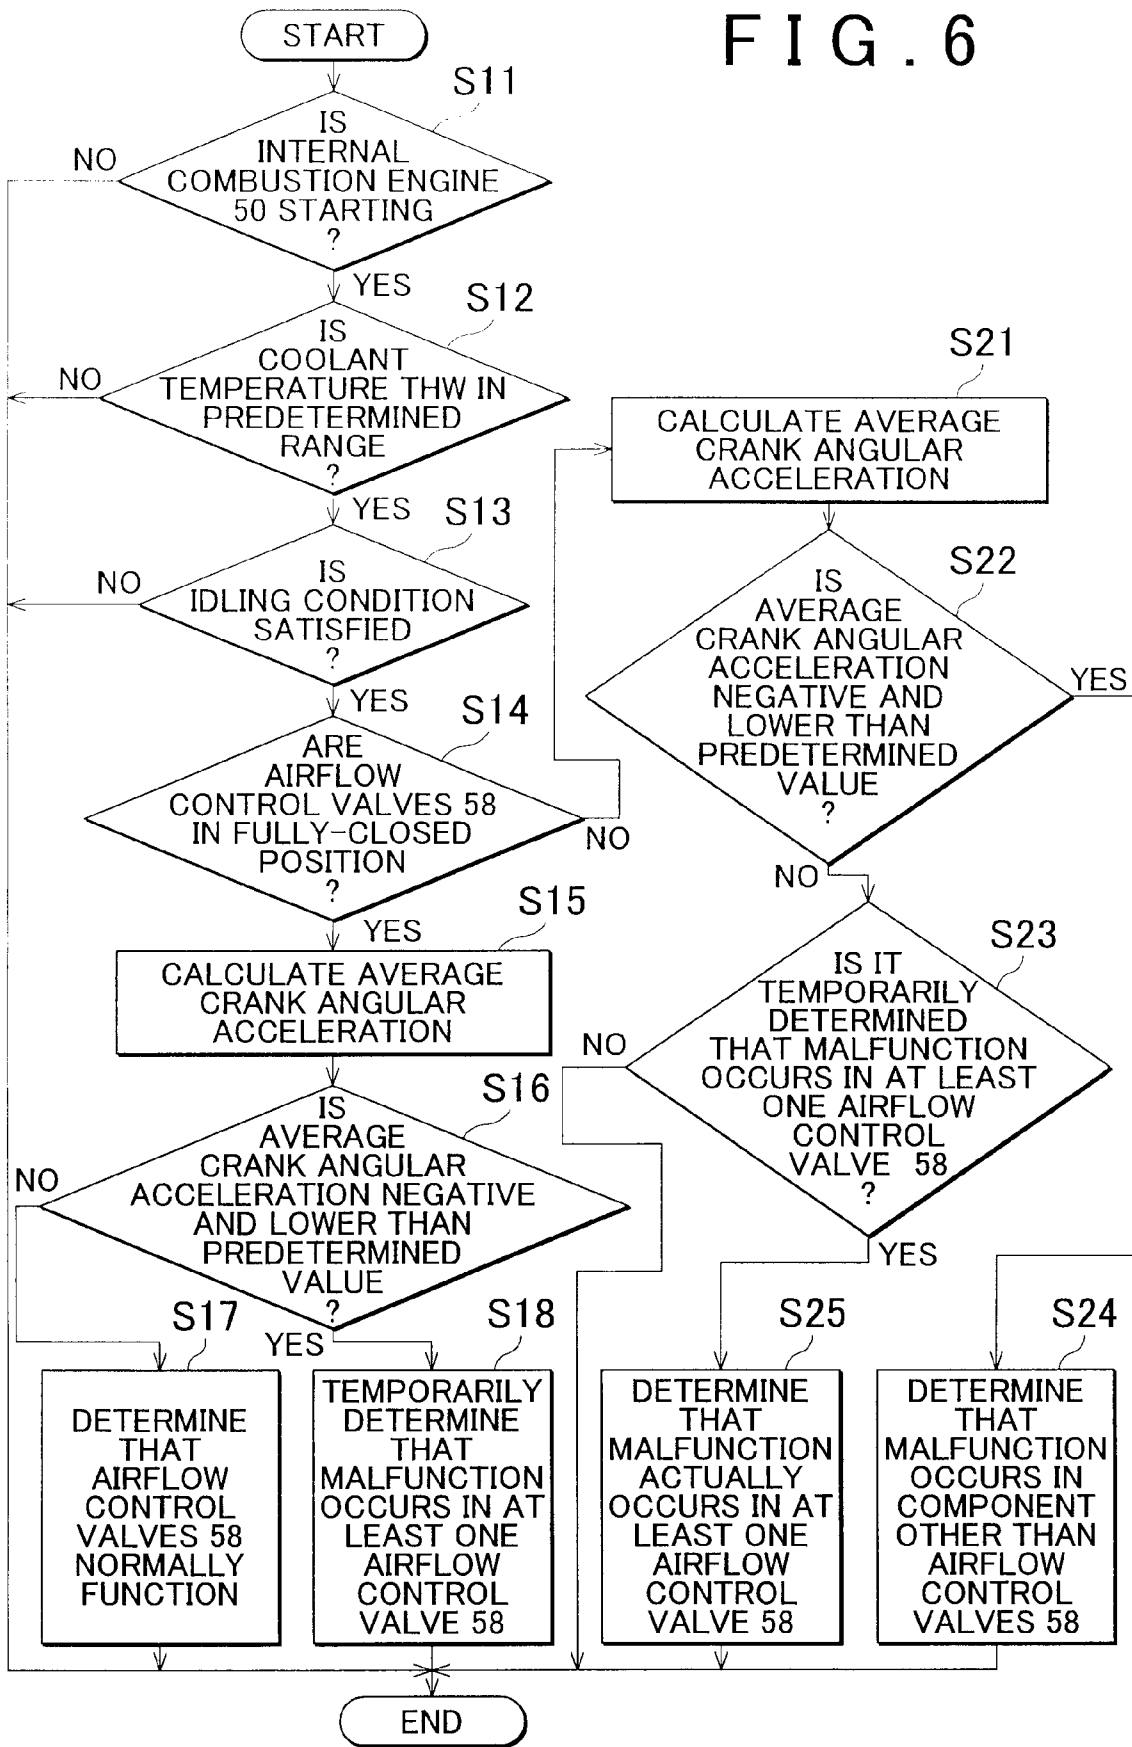 FIG. 6
START
S11
IS
INTERNAL
COMBUSTION ENGINE
50 STARTING
?
NO
YES
S12
IS
COOLANT
TEMPERATURE THW IN
PREDETERMINED
RANGE
?
NO
YES
S13
IS
IDLING CONDITION
SATISFIED
?
NO
YES
S14
ARE
AIRFLOW
CONTROL VALVES 58
IN FULLY-CLOSED
POSITION
?
NO
YES
S15
CALCULATE AVERAGE
CRANK ANGULAR
ACCELERATION
S16
IS
AVERAGE
CRANK ANGULAR
ACCELERATION NEGATIVE
AND LOWER THAN
PREDETERMINED
VALUE
?
NO
YES
S17
DETERMINE
THAT
AIRFLOW
CONTROL
VALVES 58
NORMALLY
FUNCTION
S18
TEMPORARILY
DETERMINE
THAT
MALFUNCTION
OCCURS IN AT
LEAST ONE
AIRFLOW
CONTROL
VALVE 58
S21
CALCULATE AVERAGE
CRANK ANGULAR
ACCELERATION
S22
IS
AVERAGE
CRANK ANGULAR
ACCELERATION
NEGATIVE AND
LOWER THAN
PREDETERMINED
VALUE
?
YES
NO
S23
IS IT
TEMPORARILY
DETERMINED
THAT MALFUNCTION
OCCURS IN AT LEAST
ONE AIRFLOW
CONTROL
VALVE 58
?
NO
YES
S25
DETERMINE
THAT
MALFUNCTION
ACTUALLY
OCCURS IN AT
LEAST ONE
AIRFLOW
CONTROL
VALVE 58
S24
DETERMINE
THAT
MALFUNCTION
OCCURS IN
COMPONENT
OTHER THAN
AIRFLOW
CONTROL
VALVES 58
END